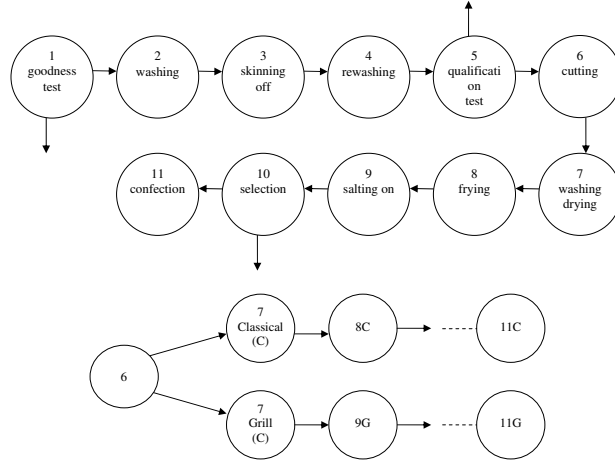 1
goodness
test
2
washing
3
skinning
off
4
rewashing
5
qualificati
on
test
6
cutting
11
confection
10
selection
9
salting on
8
frying
7
washing
drying
7
Classical
(C)
8C
11C
6
7
Grill
(C)
9G
11G